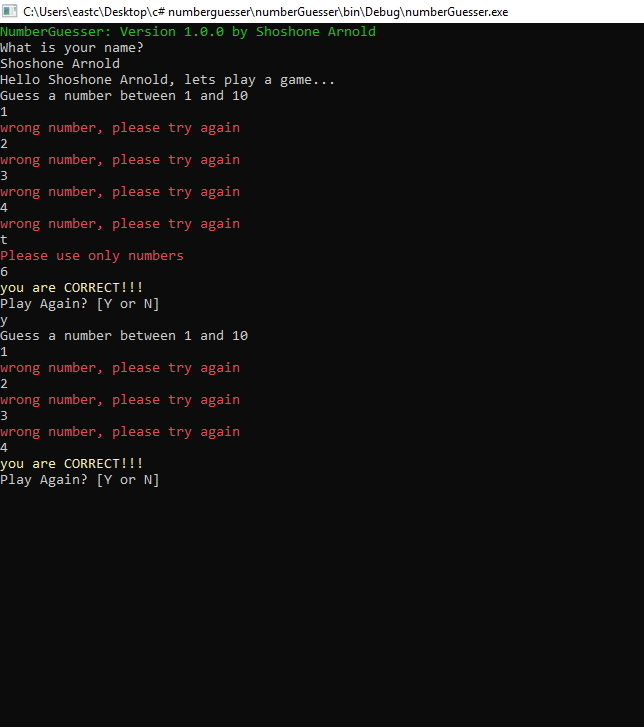 C:\Users\eastc\Desktop\c# numberguesser\numberGuesser\bin\Debug\numberGuesser.exe
NumberGuesser: Version 1.0.0 by Shoshone Arnold
What is your name?
Shoshone Arnold
Hello Shoshone Arnold, lets play a game...
Guess a number between 1 and 10
1
wrong number, please try again
2
wrong number, please try again
3
wrong number, please try again
4
wrong number, please try again
t
Please use only numbers
6
you are CORRECT!!!
Play Again? [Y or N]
y
Guess a number between 1 and 10
1
wrong number, please try again
2
wrong number, please try again
3
wrong number, please try again
4
you are CORRECT!!!
Play Again? [Y or N]